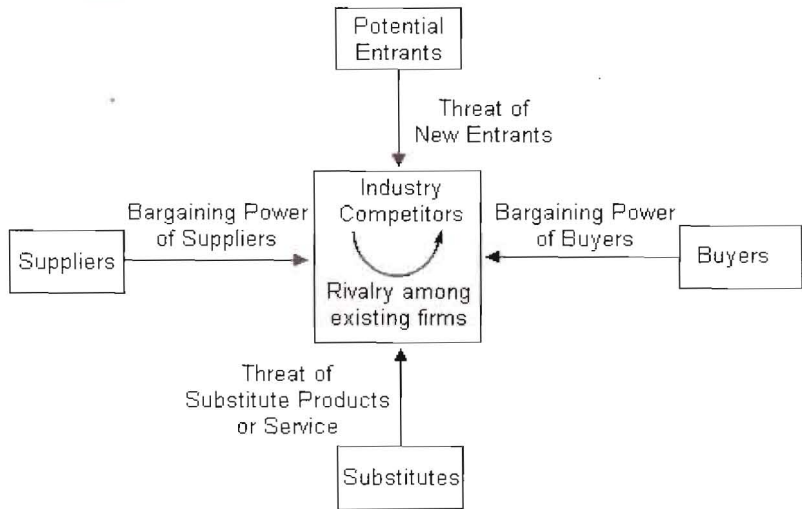 Potential
Entrants
Threat of
New Entrants
Industry
Competitors
Bargaining Power
of Suppliers
Bargaining Power
of Buyers
Suppliers
Buyers
Rivalry among
existing firms
Threat of
Substitute Products
or Service
Substitutes